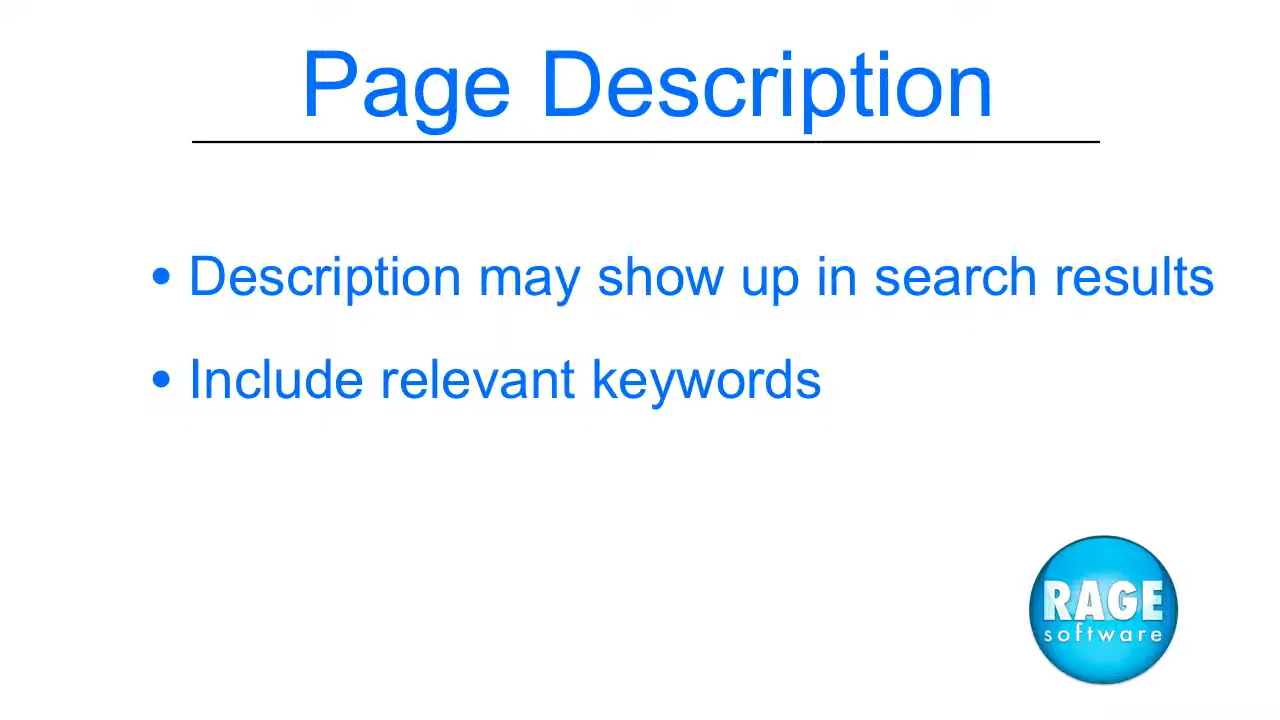 Page Description
• Description may show up in search results
• Include relevant keywords
RAGE
software